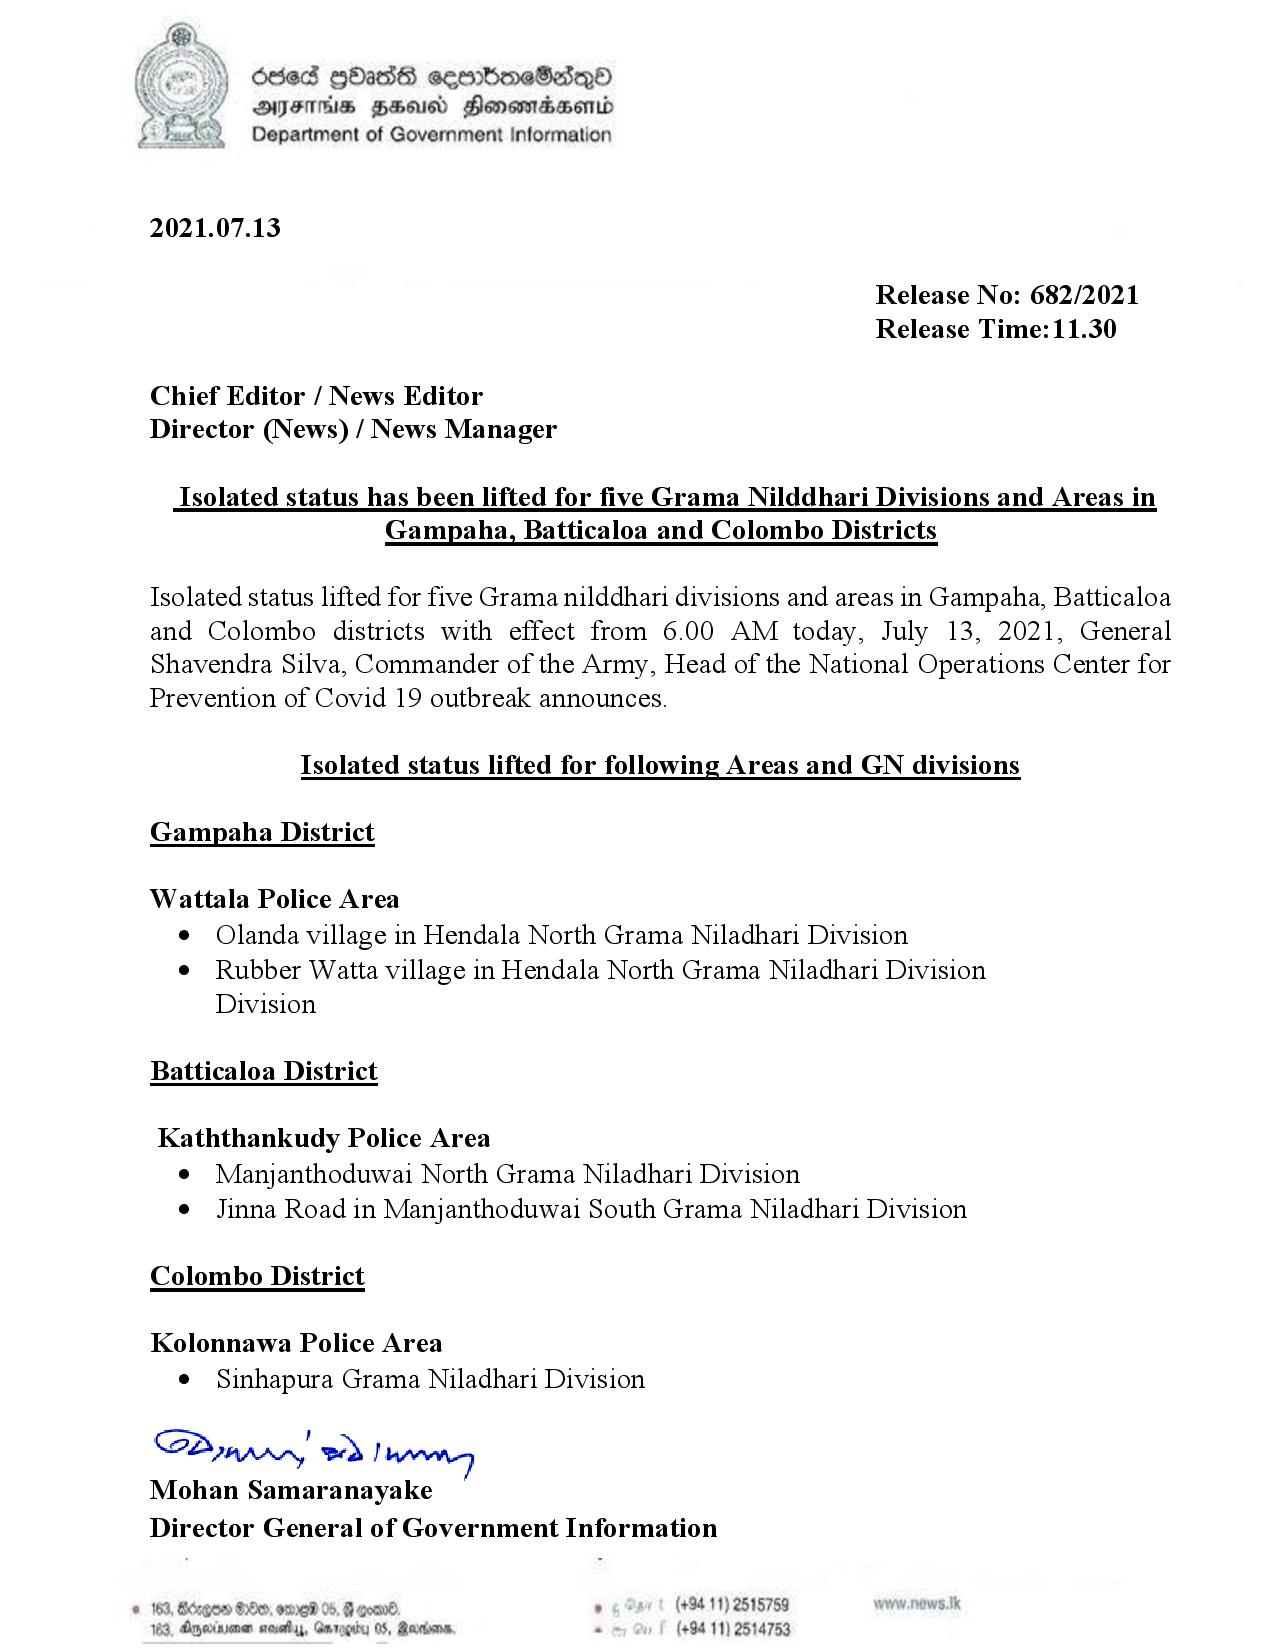 රජයේ ප්‍රවෘත්ති දෙපාර්තමේන්තුව
அரசாங்க தகவல் திணைக்களம்
Department of Government Information
2021.07.13
Release No: 682/2021
Release Time:11.30
Chief Editor / News Editor
Director (News) / News Manager
Isolated status has been lifted for five Grama Nilddhari Divisions and Areas in
Gampaha, Batticaloa and Colombo Districts
Isolated status lifted for five Grama nilddhari divisions and areas in Gampaha, Batticaloa
and Colombo districts with effect from 6.00 AM today, July 13, 2021, General
Shavendra Silva, Commander of the Army, Head of the National Operations Center for
Prevention of Covid 19 outbreak announces.
Isolated status lifted for following Areas and GN divisions
Gampaha District
Wattala Police Area
• Olanda village in Hendala North Grama Niladhari Division
• Rubber Watta village in Hendala North Grama Niladhari Division
Division
Batticaloa District
Kaththankudy Police Area
• Manjanthoduwai North Grama Niladhari Division
• Jinna Road in Manjanthoduwai South Grama Niladhari Division
Colombo District
Kolonnawa Police Area
• Sinhapura Grama Niladhari Division
Mohan Samaranayake
Director General of Government Information
• 163, කිරුලපන මාවත, කොළඹ 05, ශ්‍රී ලංකාව.
163, கிருலப்பனை எவனியூ, கொழும்பு 05, இலங்கை.
• (+94 11) 2515759
• (+94 11) 2514753
www.news.lk